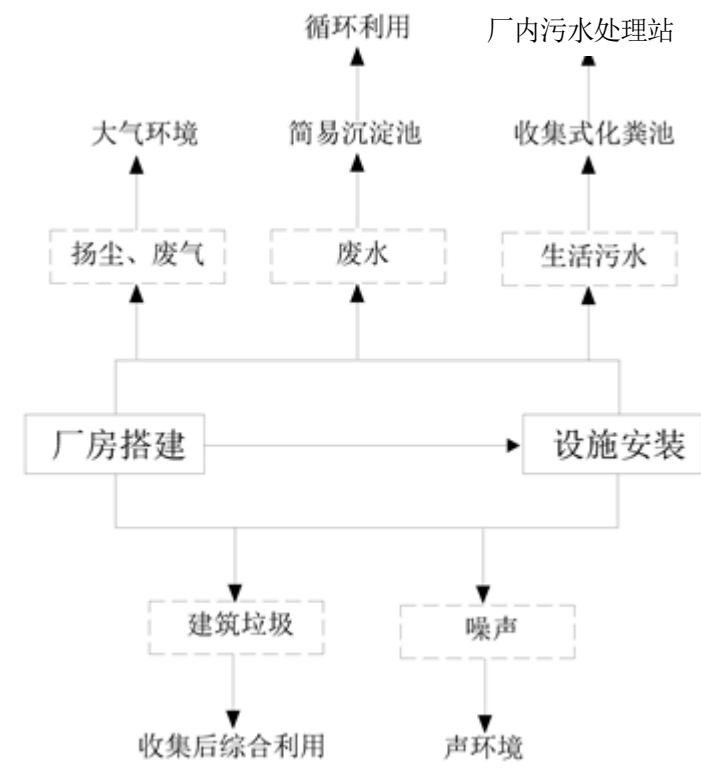 循环利用
厂内污水处理站
大气环境
简易沉淀池
收集式化粪池
扬尘、废气
废水
生活污水
厂房搭建
设施安装
建筑垃圾
噪声
收集后综合利用
声环境